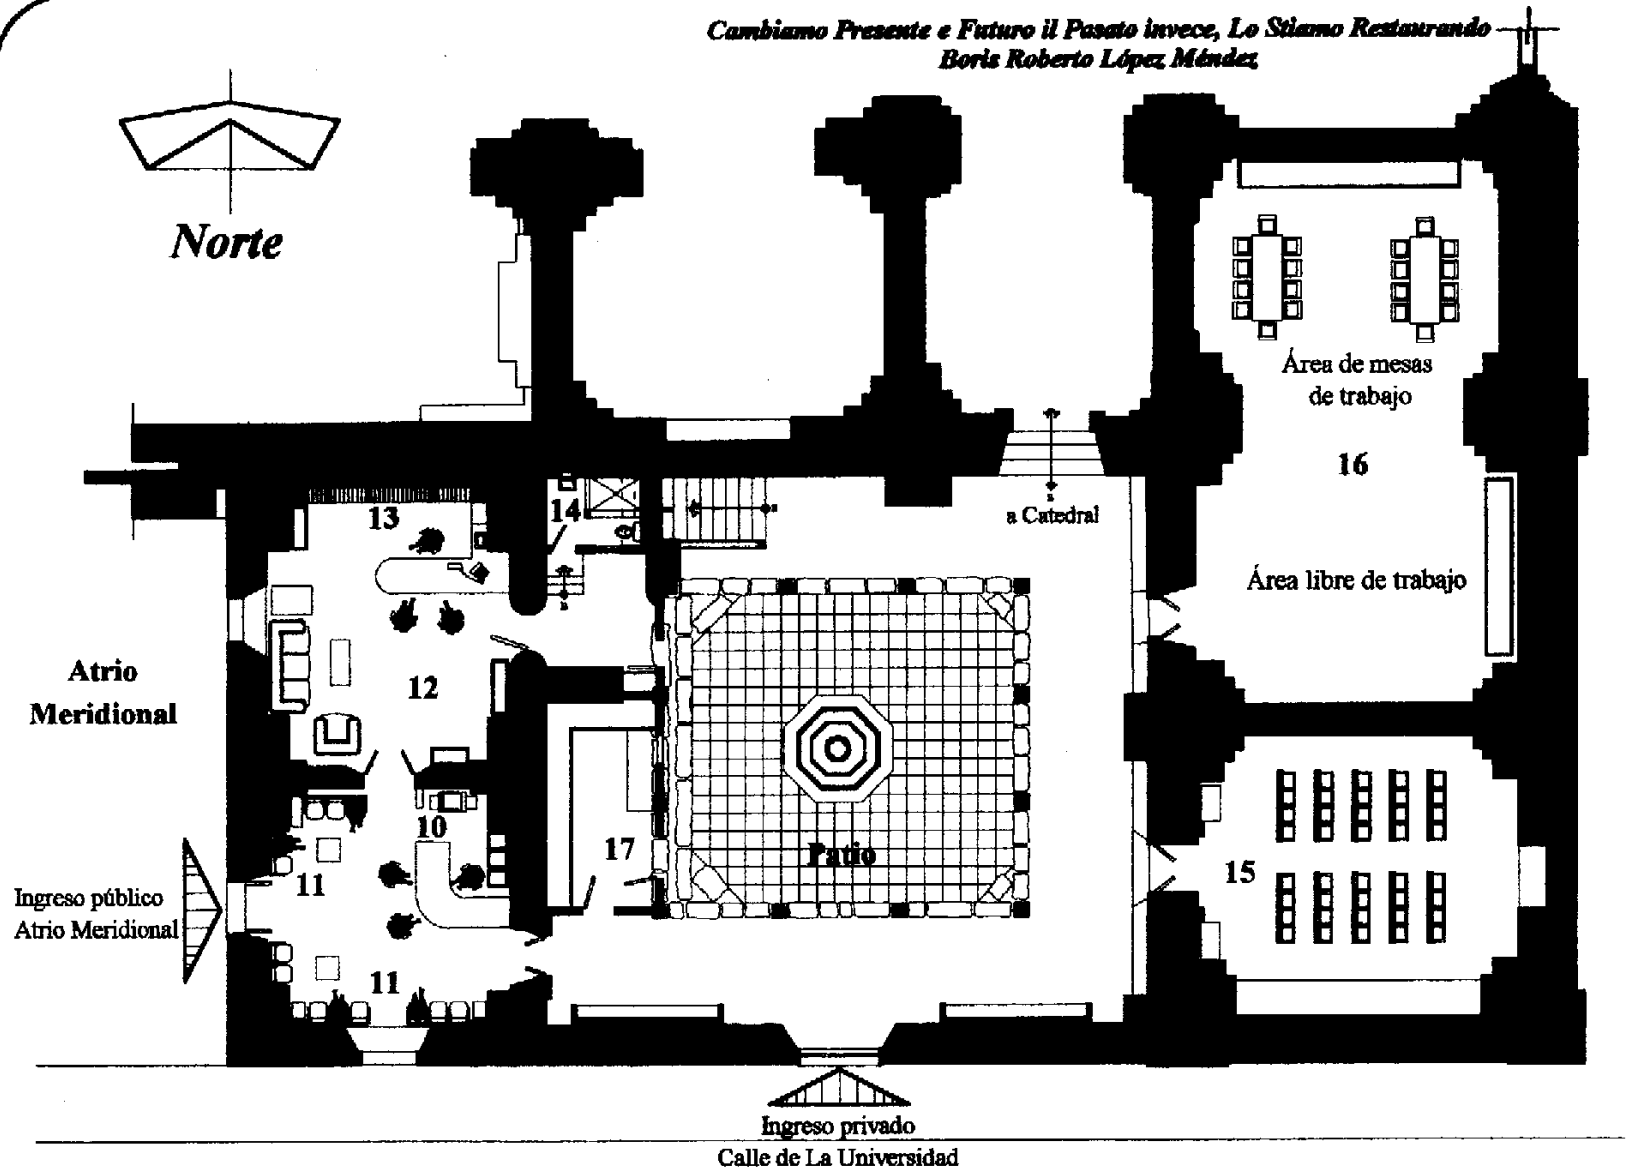 Cambiamo Presente e Futuro il Pasato invece, Lo Stiamo Restaurando
Boris Roberto López Méndez
Norte
Área de mesas
de trabajo
16
13
14
a Catedral
Área libre de trabajo
Atrio
Meridional
12
10
17
Patio
15
11
Ingreso público
Atrio Meridional
11
Ingreso privado
Calle de La Universidad